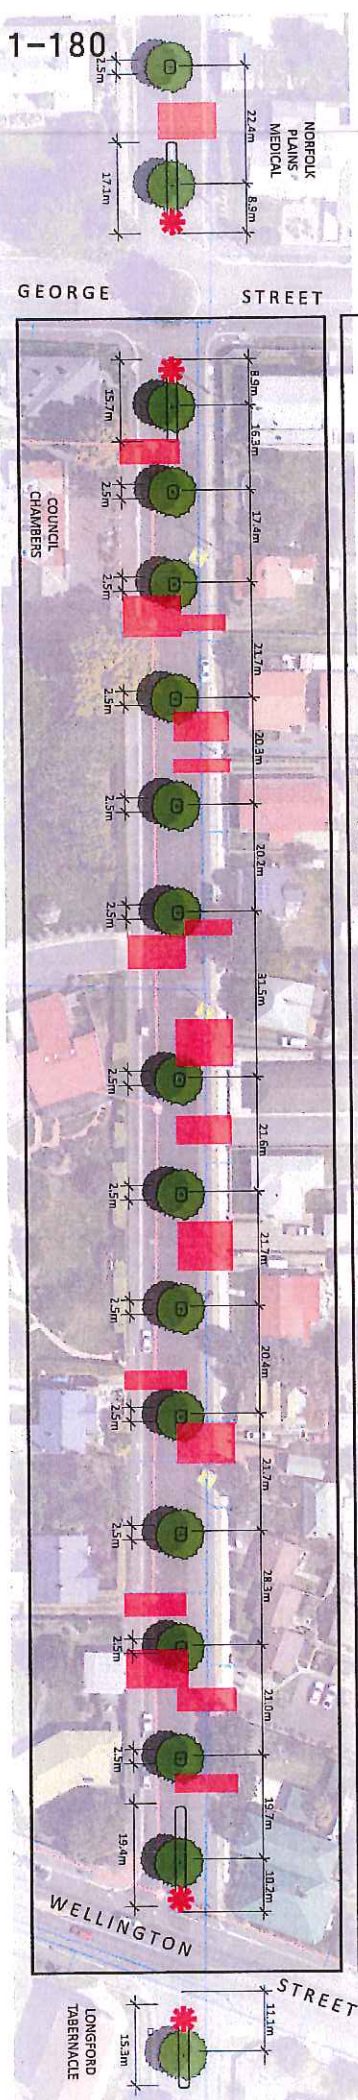 1-180
2.5m
22.4m
NORFOLK
PLAINS
MEDICAL
17.1m
8.9m
GEORGE STREET
8.9m
15.7m
16.3m
COUNCIL
CHAMBERS
2.5m
17.4m
2.5m
21.7m
2.5m
20.3m
2.5m
20.2m
2.5m
31.5m
2.5m
21.6m
2.5m
21.7m
2.5m
20.4m
2.5m
21.7m
2.5m
28.3m
2.5m
21.0m
2.5m
19.7m
19.4m
10.2m
WELLINGTON STREET
11.1m
LONGFORD
TABERNACLE
15.3m